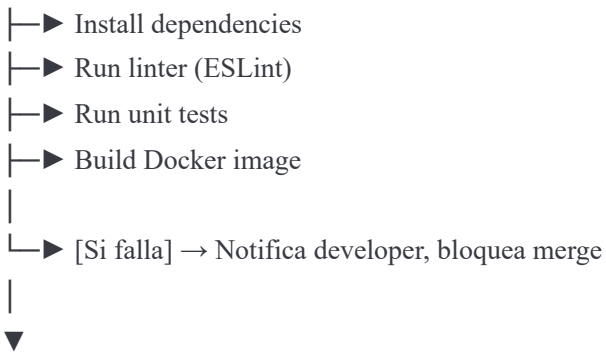 ├─► Install dependencies
├─► Run linter (ESLint)
├─► Run unit tests
├─► Build Docker image
│
└─► [Si falla] → Notifica developer, bloquea merge
│
▼